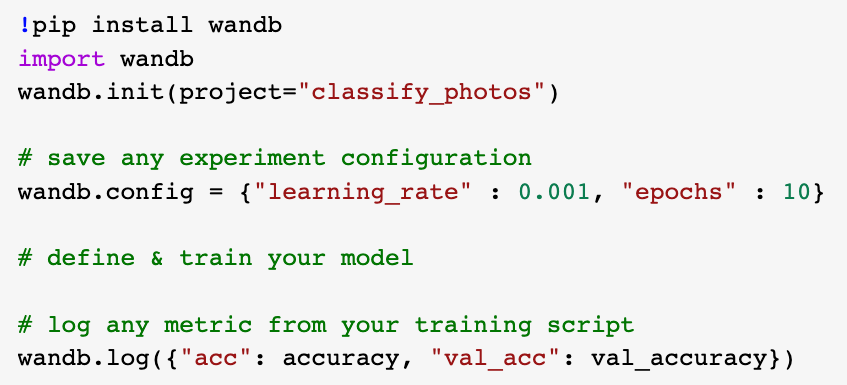 !pip install wandb
import wandb
wandb.init(project="classify_photos")
# save any experiment configuration
wandb.config = {"learning_rate" : 0.001, "epochs" : 10}
# define & train your model
# log any metric from your training script
wandb.log({"acc": accuracy, "val_acc": val_accuracy})